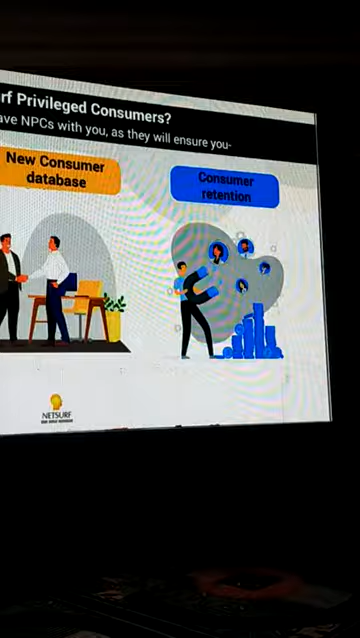 rf Privileged Consumers?
ave NPCs with you, as they will ensure you-
New Consumer
database
Consumer
retention
NETSURF